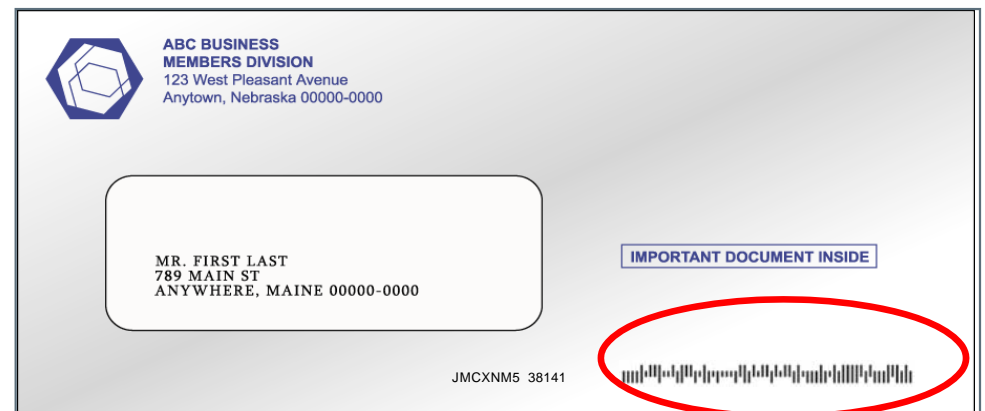 ABC BUSINESS
MEMBERS DIVISION
123 West Pleasant Avenue
Anytown, Nebraska 00000-0000
MR. FIRST LAST
789 MAIN ST
ANYWHERE, MAINE 00000-0000
IMPORTANT DOCUMENT INSIDE
JMCXNM5 38141